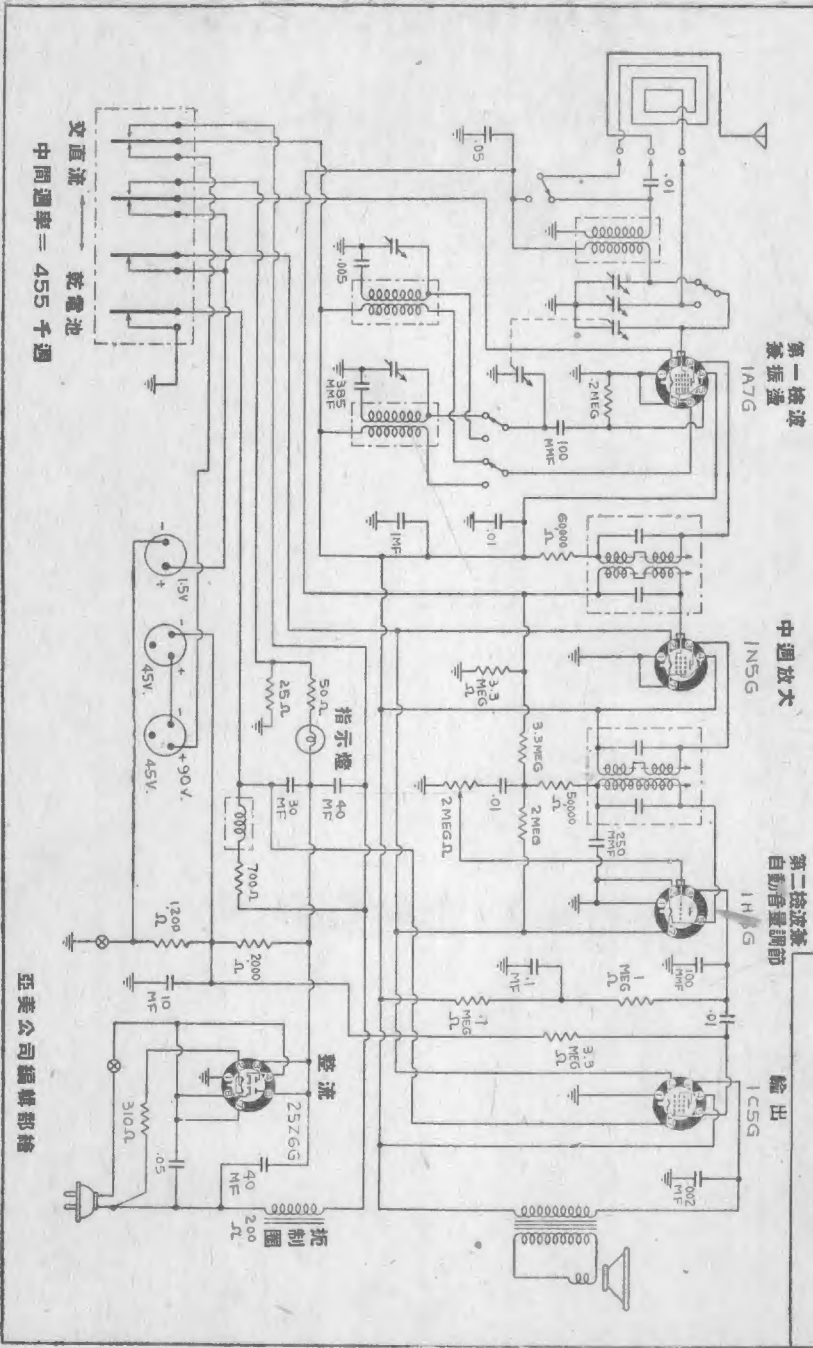 第一檢波
兼振盪
1A7G
中週放大
1N5G
第二檢波兼
自動音量調節
輸出
1C5G
.01
.05
.2MEG
100
MMF
.005
385
MMF
60000
Ω
.01
.1MF
3.3
MEG
Ω
3.3MEG
50000
Ω
2MEG
.01
2MEGΩ
250
MMF
100
MMF
1
MEG
Ω
.1
MF
.7
MEG
Ω
.01
3.3
MEG
Ω
.002
MF
指示燈
50Ω
25Ω
40
MF
30
MF
700Ω
2000
Ω
1200
Ω
10
MF
整流
25Z6G
310Ω
.05
40
MF
200
Ω
扼制圈
1.5V
- +
45V.
- +
45V.
- +90V.
交直流 ⟷ 乾電池
中間週率 = 455 千週
亞美公司編輯部繪